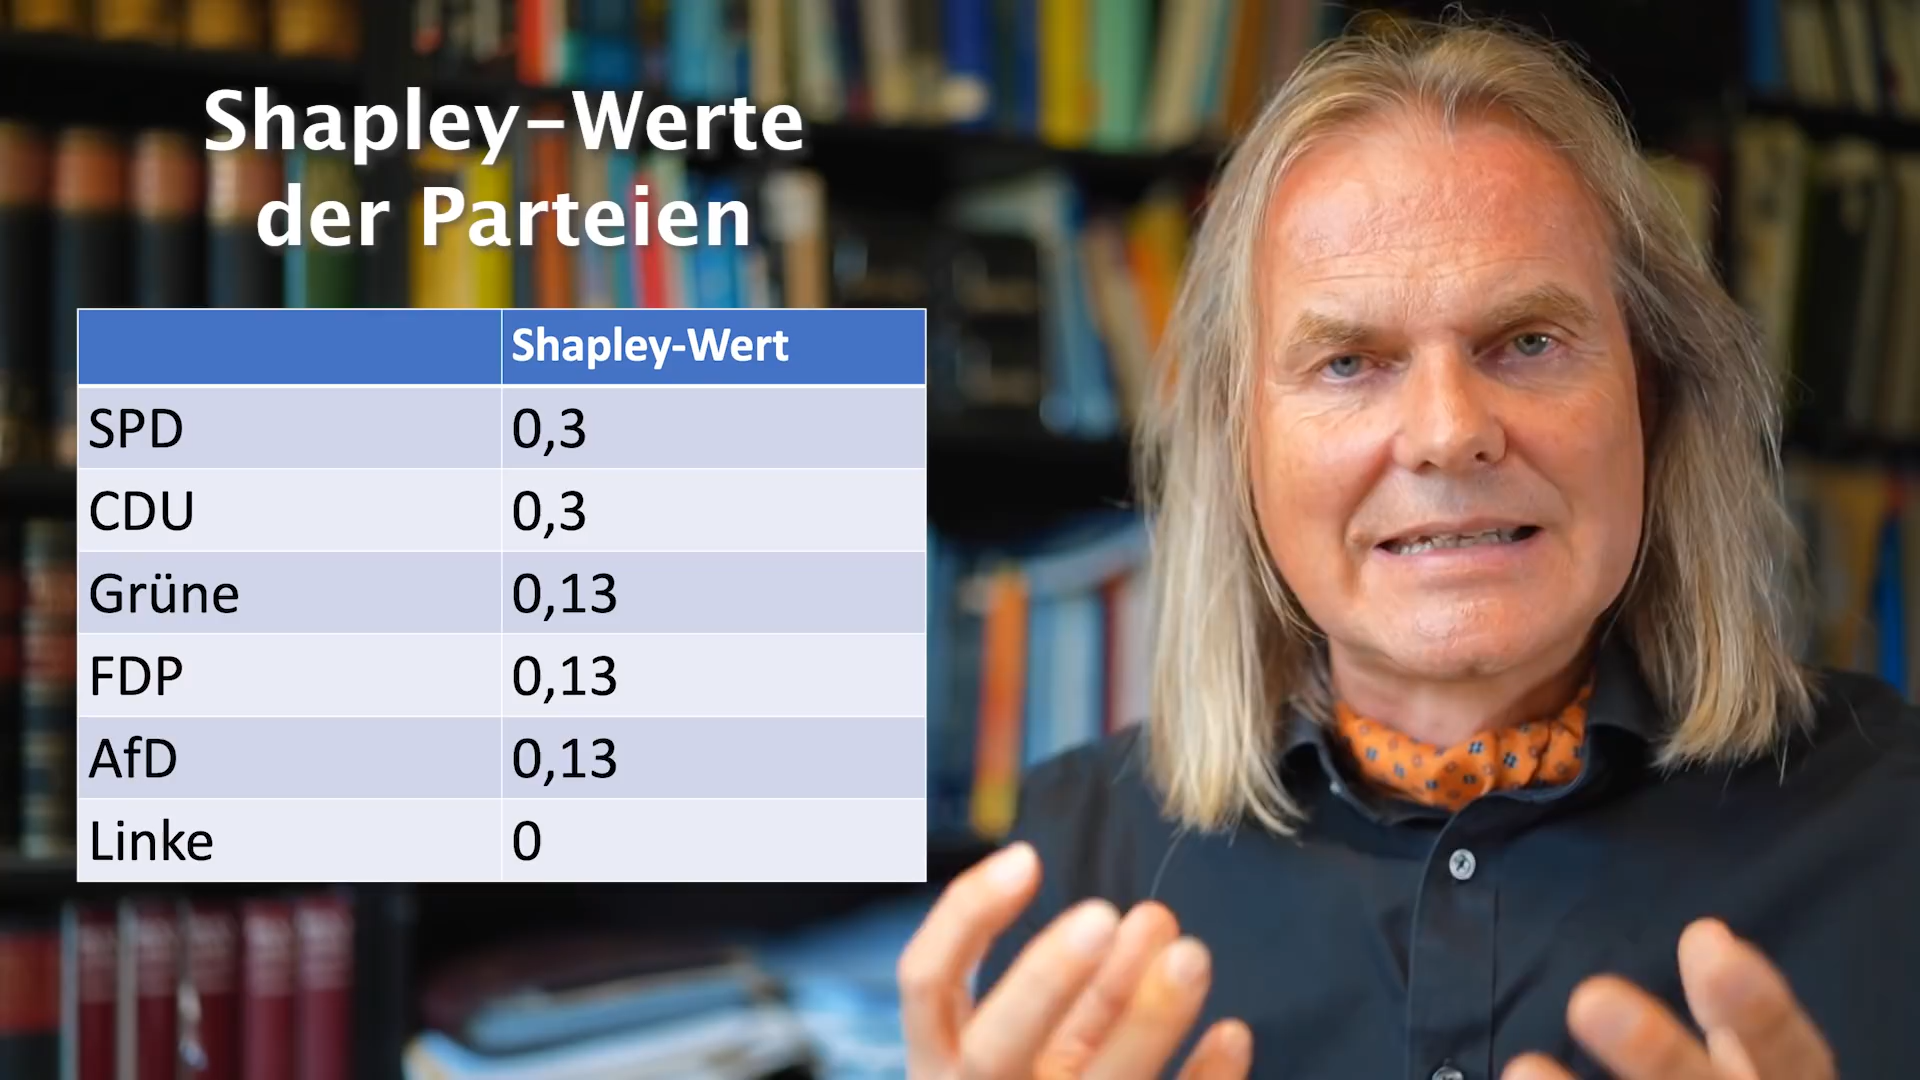 Shapley-Werte
der Parteien
Shapley-Wert
SPD 0,3
CDU 0,3
Grüne 0,13
FDP 0,13
AfD 0,13
Linke 0